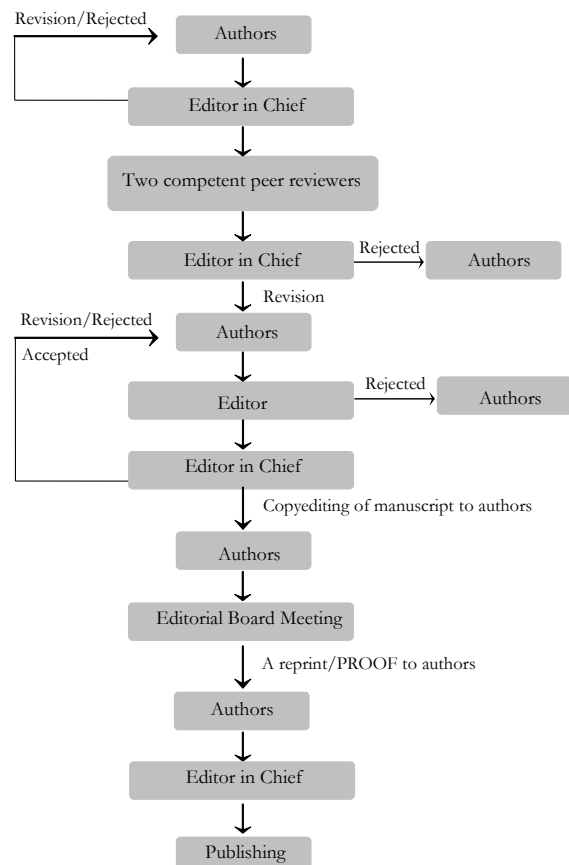 Revision/Rejected
Authors
Editor in Chief
Two competent peer reviewers
Editor in Chief
Rejected
Authors
Revision
Revision/Rejected
Accepted
Authors
Editor
Rejected
Authors
Editor in Chief
Copyediting of manuscript to authors
Authors
Editorial Board Meeting
A reprint/PROOF to authors
Authors
Editor in Chief
Publishing